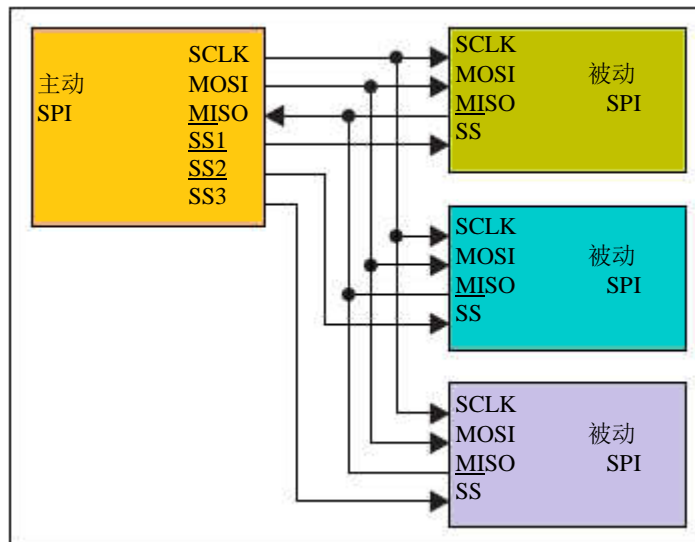 主动
SPI
SCLK
MOSI
MISO
SS1
SS2
SS3
SCLK
MOSI 被动
MISO SPI
SS
SCLK
MOSI 被动
MISO SPI
SS
SCLK
MOSI 被动
MISO SPI
SS